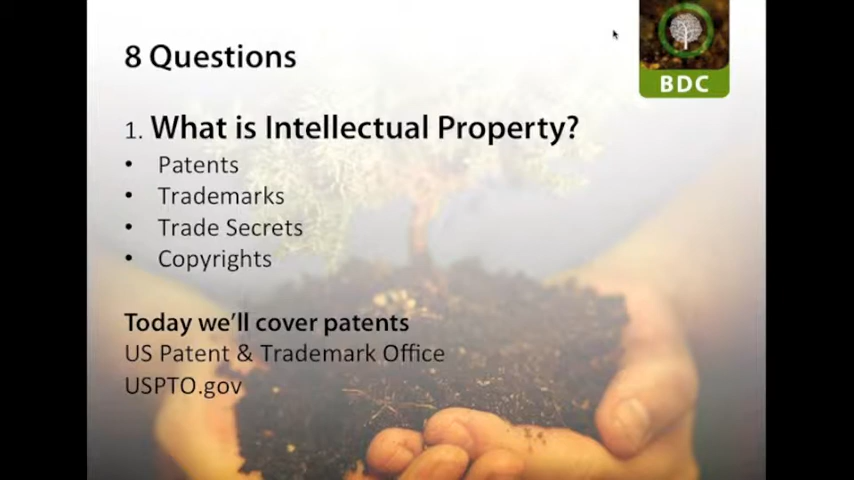 8 Questions
BDC
1. What is Intellectual Property?
• Patents
• Trademarks
• Trade Secrets
• Copyrights
Today we’ll cover patents
US Patent & Trademark Office
USPTO.gov